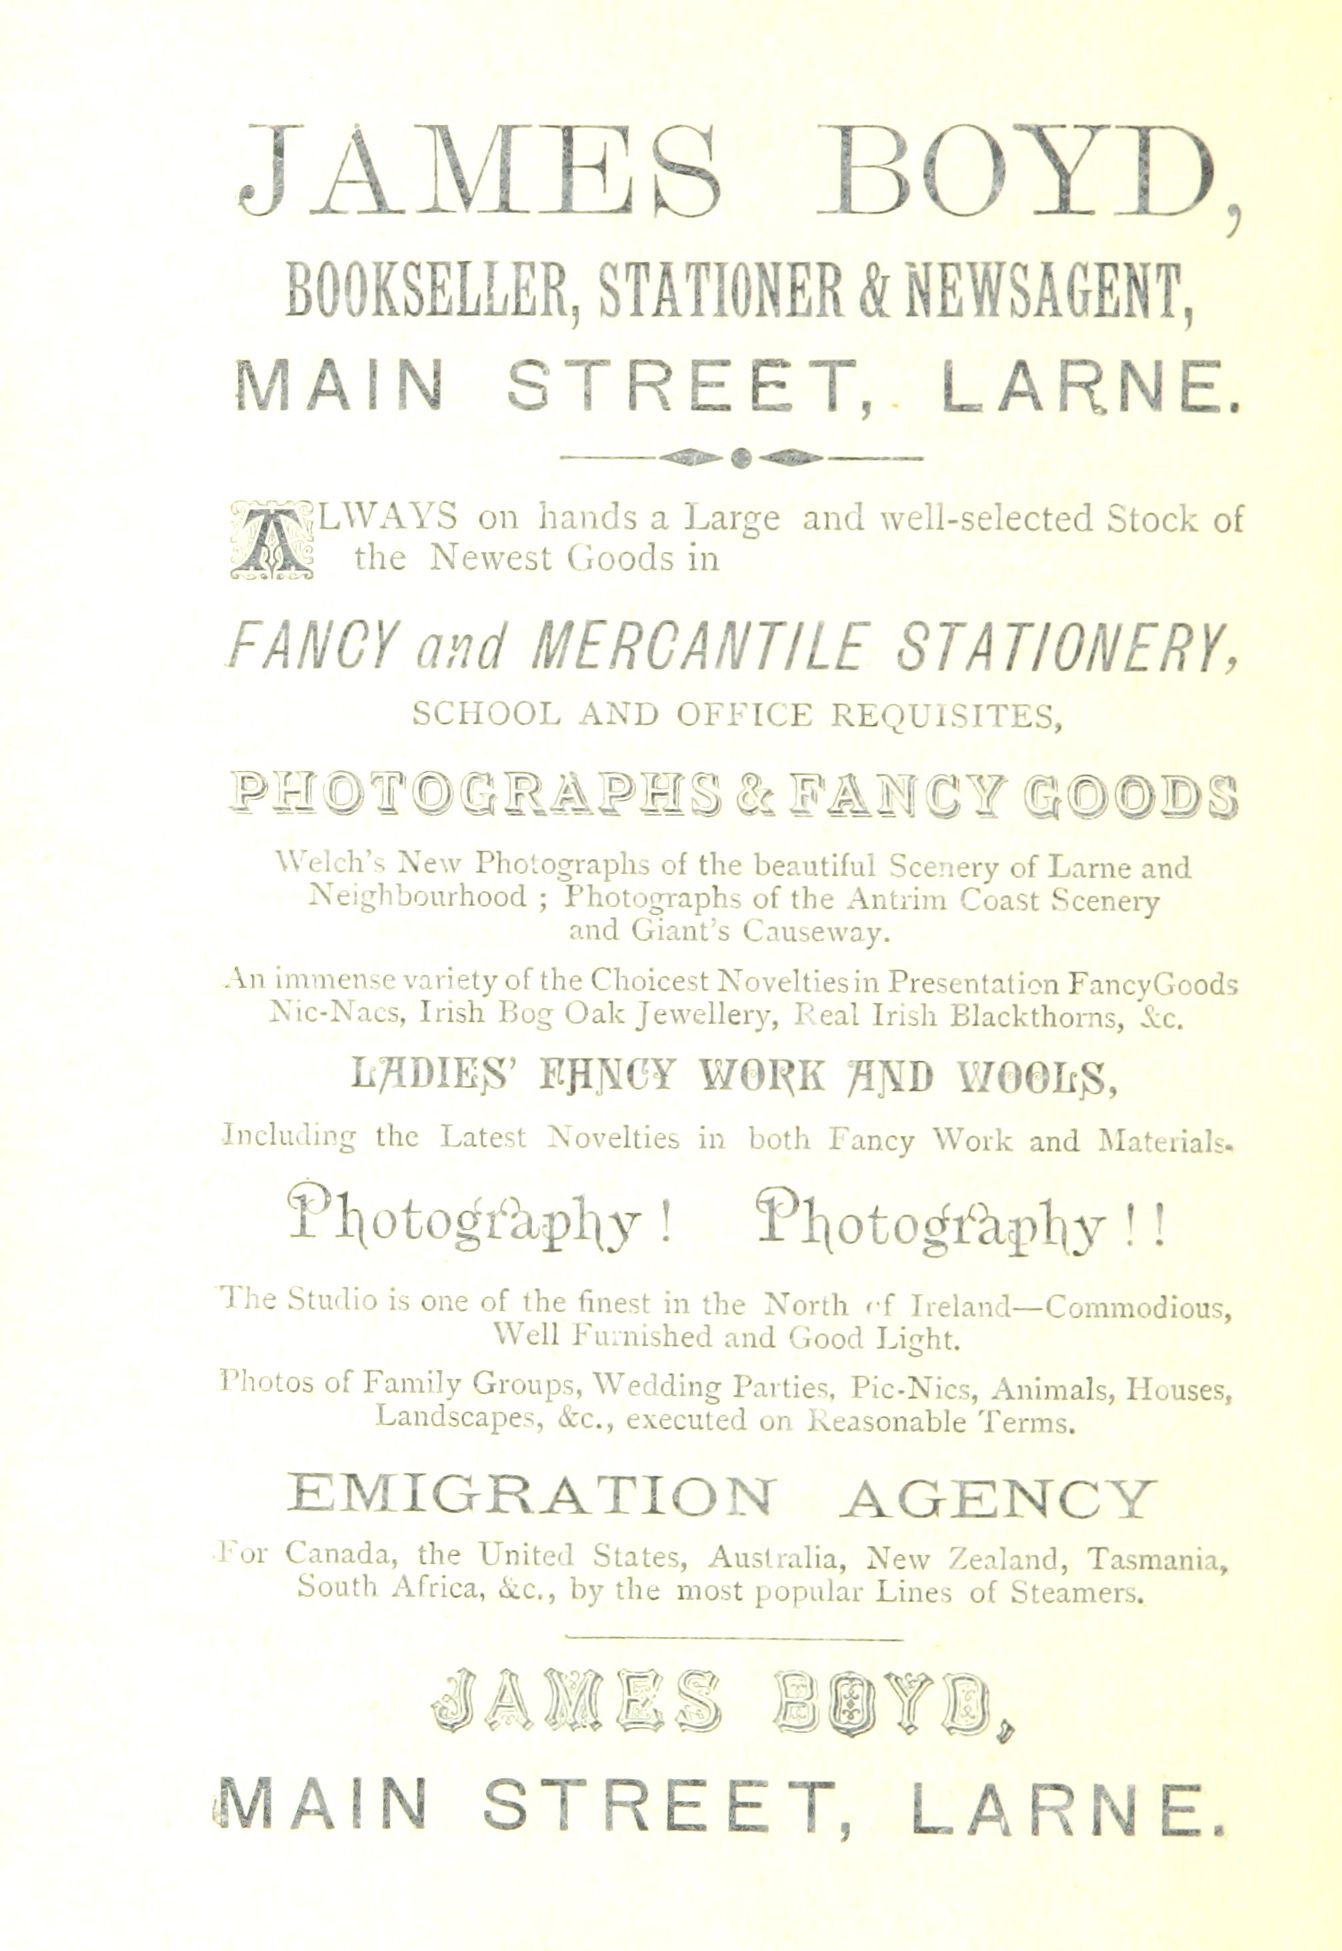 JAMES BOYD,
BOOKSELLER, STATIONER & NEWSAGENT,
MAIN STREET, LARNE.
ALWAYS on hands a Large and well-selected Stock of
the Newest Goods in
FANCY and MERCANTILE STATIONERY,
SCHOOL AND OFFICE REQUISITES,
PHOTOGRAPHS & FANCY GOODS
Welch's New Photographs of the beautiful Scenery of Larne and
Neighbourhood ; Photographs of the Antrim Coast Scenery
and Giant's Causeway.
An immense variety of the Choicest Novelties in Presentation Fancy Goods
Nic-Nacs, Irish Bog Oak Jewellery, Real Irish Blackthorns, &c.
LADIES' FANCY WORK AND WOOLS,
Including the Latest Novelties in both Fancy Work and Materials.
Photography ! Photography ! !
The Studio is one of the finest in the North of Ireland—Commodious,
Well Furnished and Good Light.
Photos of Family Groups, Wedding Parties, Pic-Nics, Animals, Houses,
Landscapes, &c., executed on Reasonable Terms.
EMIGRATION AGENCY
For Canada, the United States, Australia, New Zealand, Tasmania,
South Africa, &c., by the most popular Lines of Steamers.
JAMES BOYD,
MAIN STREET, LARNE.